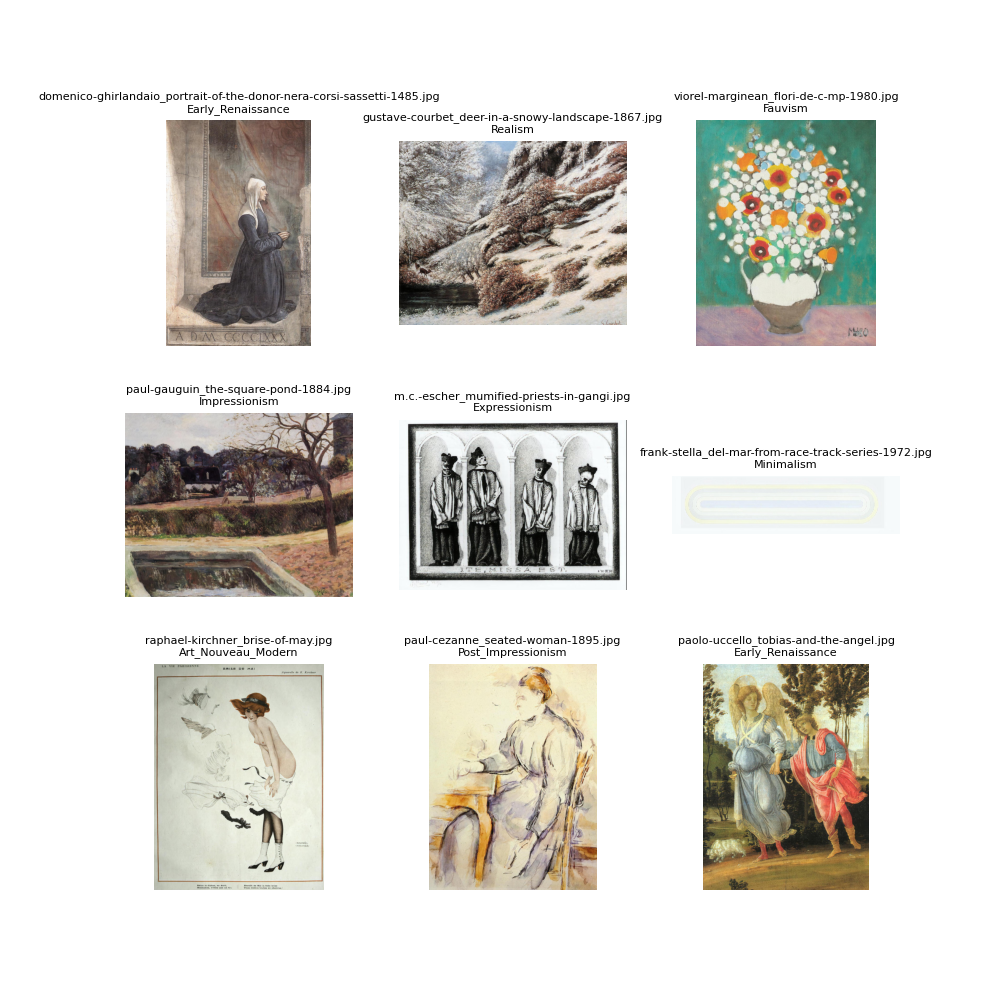 domenico-ghirlandaio_portrait-of-the-donor-nera-corsi-sassetti-1485.jpg
Early_Renaissance
gustave-courbet_deer-in-a-snowy-landscape-1867.jpg
Realism
viorel-marginean_flori-de-c-mp-1980.jpg
Fauvism
paul-gauguin_the-square-pond-1884.jpg
Impressionism
m.c.-escher_mumified-priests-in-gangi.jpg
Expressionism
ITE, MISSA EST.
frank-stella_del-mar-from-race-track-series-1972.jpg
Minimalism
raphael-kirchner_brise-of-may.jpg
Art_Nouveau_Modern
paul-cezanne_seated-woman-1895.jpg
Post_Impressionism
paolo-uccello_tobias-and-the-angel.jpg
Early_Renaissance